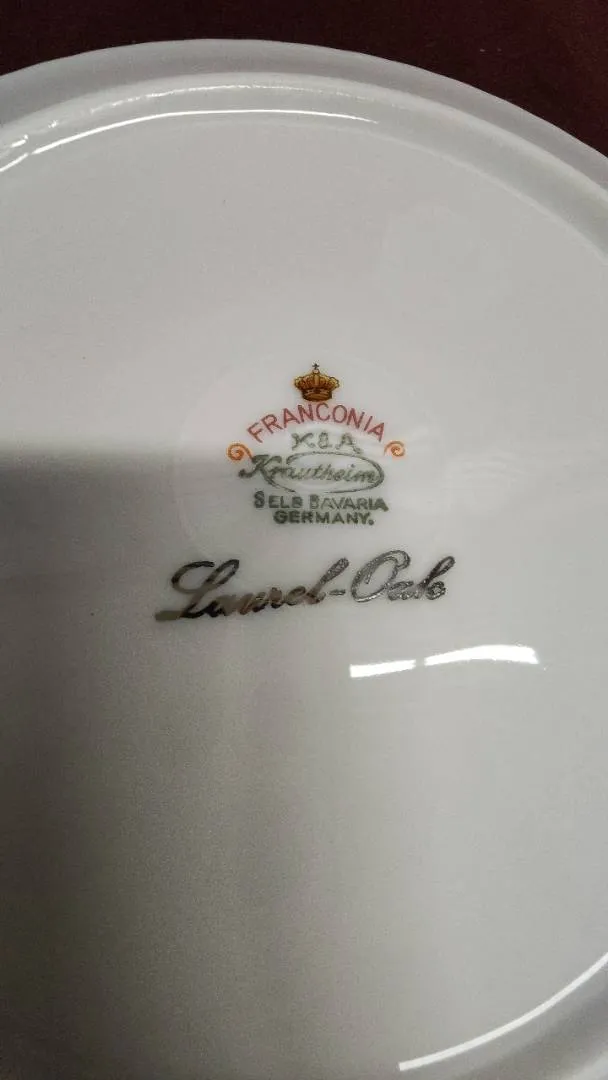 FRANCONIA
K & A
Krautheim
SELB BAVARIA
GERMANY.
Laurel-Oak